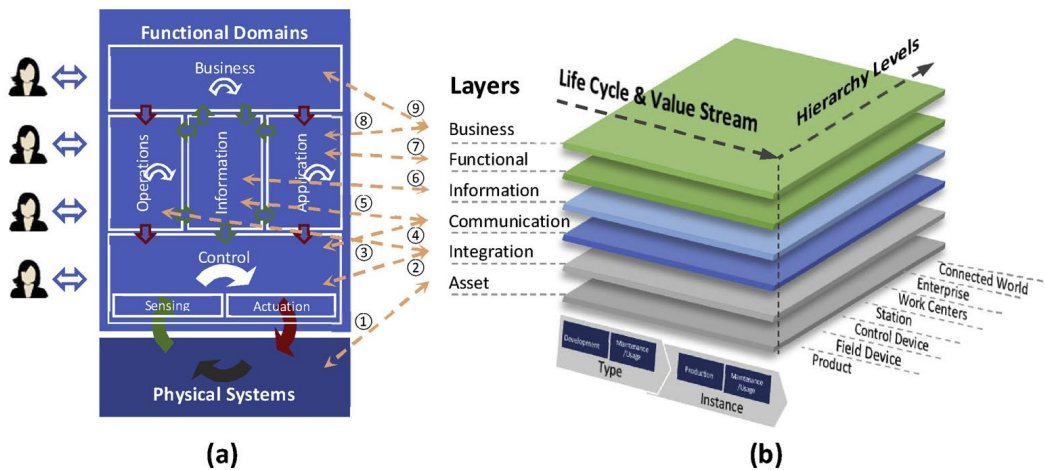 Functional Domains
Business
Operations
Information
Application
Control
Sensing
Actuation
Physical Systems
(a)
⑨
⑧
⑦
⑥
⑤
④
③
②
①
Layers
Business
Functional
Information
Communication
Integration
Asset
Life Cycle & Value Stream
Hierarchy Levels
Connected World
Enterprise
Work Centers
Station
Control Device
Field Device
Product
Development
Maintenance
/Usage
Type
Production
Maintenance
/Usage
Instance
(b)